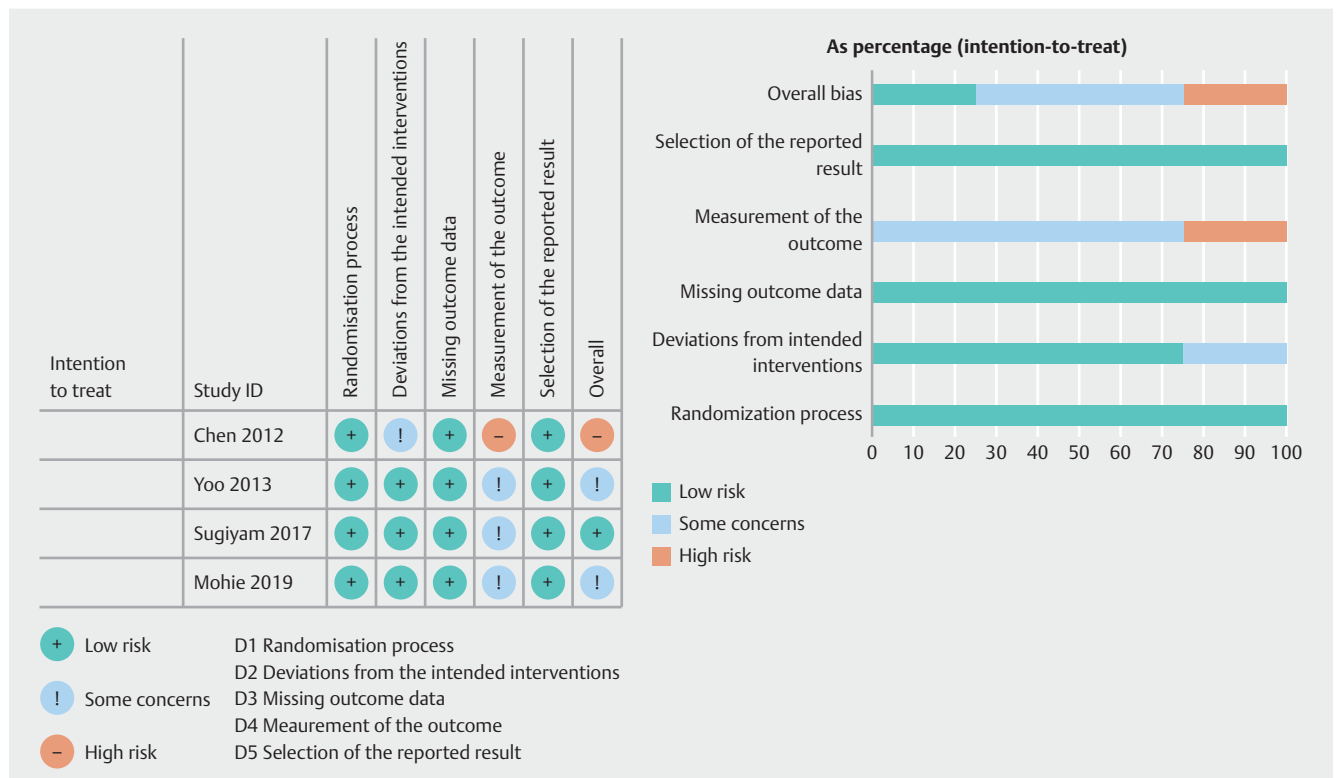 Intention
to treat
Study ID
Randomisation process
Deviations from the intended interventions
Missing outcome data
Measurement of the outcome
Selection of the reported result
Overall
Chen 2012
+ ! + – + –
Yoo 2013
+ + + ! + !
Sugiyam 2017
+ + + ! + +
Mohie 2019
+ + + ! + !
+ Low risk
! Some concerns
– High risk
D1 Randomisation process
D2 Deviations from the intended interventions
D3 Missing outcome data
D4 Meaurement of the outcome
D5 Selection of the reported result
As percentage (intention-to-treat)
Overall bias
Selection of the reported
result
Measurement of the
outcome
Missing outcome data
Deviations from intended
interventions
Randomization process
0 10 20 30 40 50 60 70 80 90 100
Low risk
Some concerns
High risk